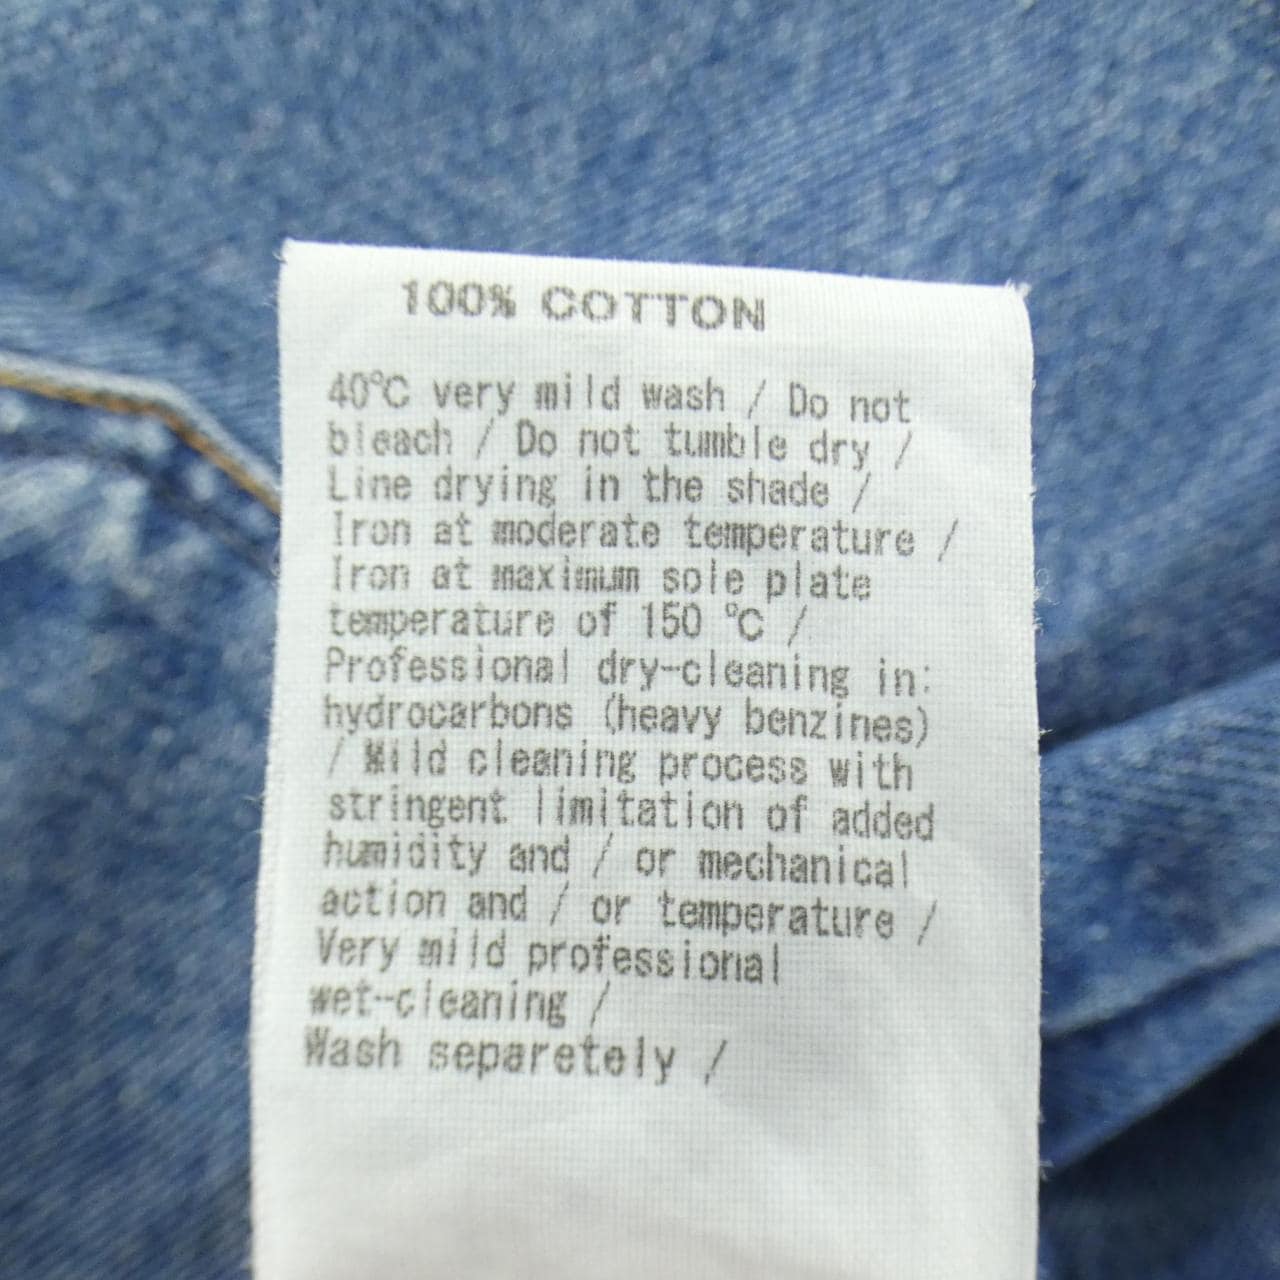 100% COTTON
40℃ very mild wash / Do not
bleach / Do not tumble dry /
Line drying in the shade /
Iron at moderate temperature /
Iron at maximum sole plate
temperature of 150 ℃ /
Professional dry-cleaning in:
hydrocarbons (heavy benzines)
/ Mild cleaning process with
stringent limitation of added
humidity and / or mechanical
action and / or temperature /
Very mild professional
wet-cleaning /
Wash separetely /